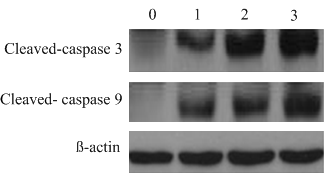 0 1 2 3
Cleaved-caspase 3
Cleaved- caspase 9
ß-actin